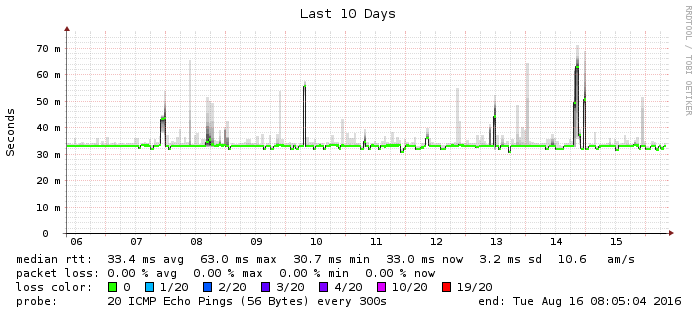 Last 10 Days
RRDTOOL / TOBI OETIKER
Seconds
70 m
60 m
50 m
40 m
30 m
20 m
10 m
0
06 07 08 09 10 11 12 13 14 15
median rtt: 33.4 ms avg 63.0 ms max 30.7 ms min 33.0 ms now 3.2 ms sd 10.6 am/s
packet loss: 0.00 % avg 0.00 % max 0.00 % min 0.00 % now
loss color: 0 1/20 2/20 3/20 4/20 10/20 19/20
probe: 20 ICMP Echo Pings (56 Bytes) every 300s end: Tue Aug 16 08:05:04 2016